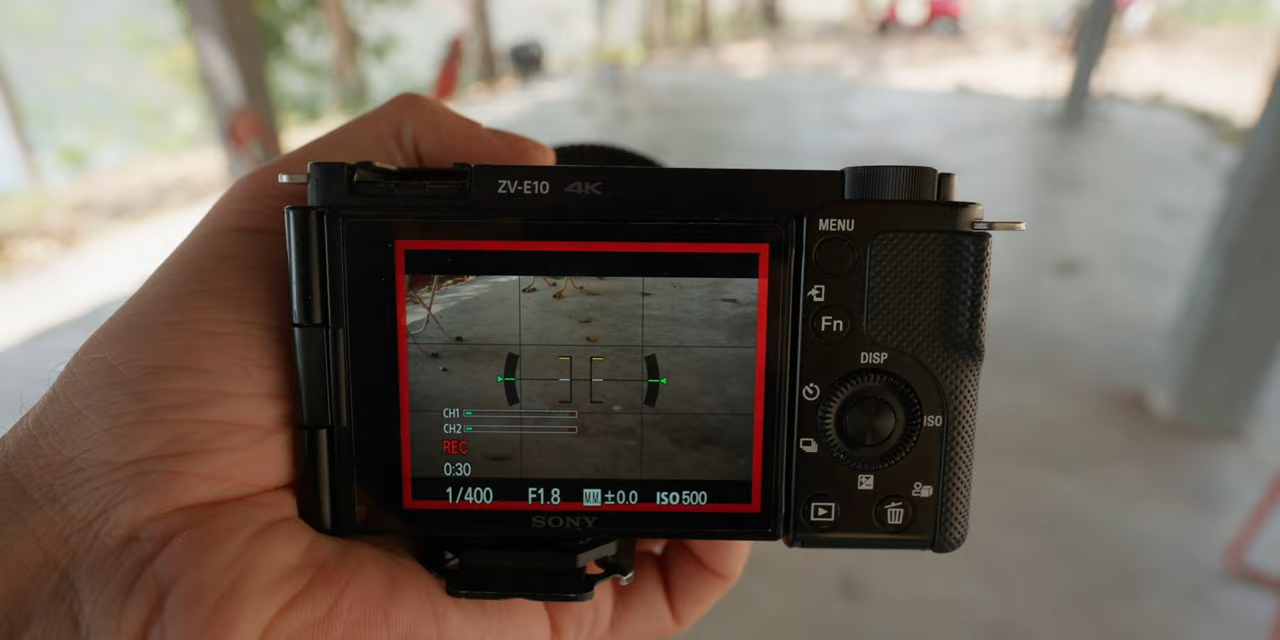 ZV-E10 4K
MENU
Fn
DISP
ISO
CH1
CH2
REC
0:30
1/400 F1.8 MM ±0.0 ISO 500
SONY